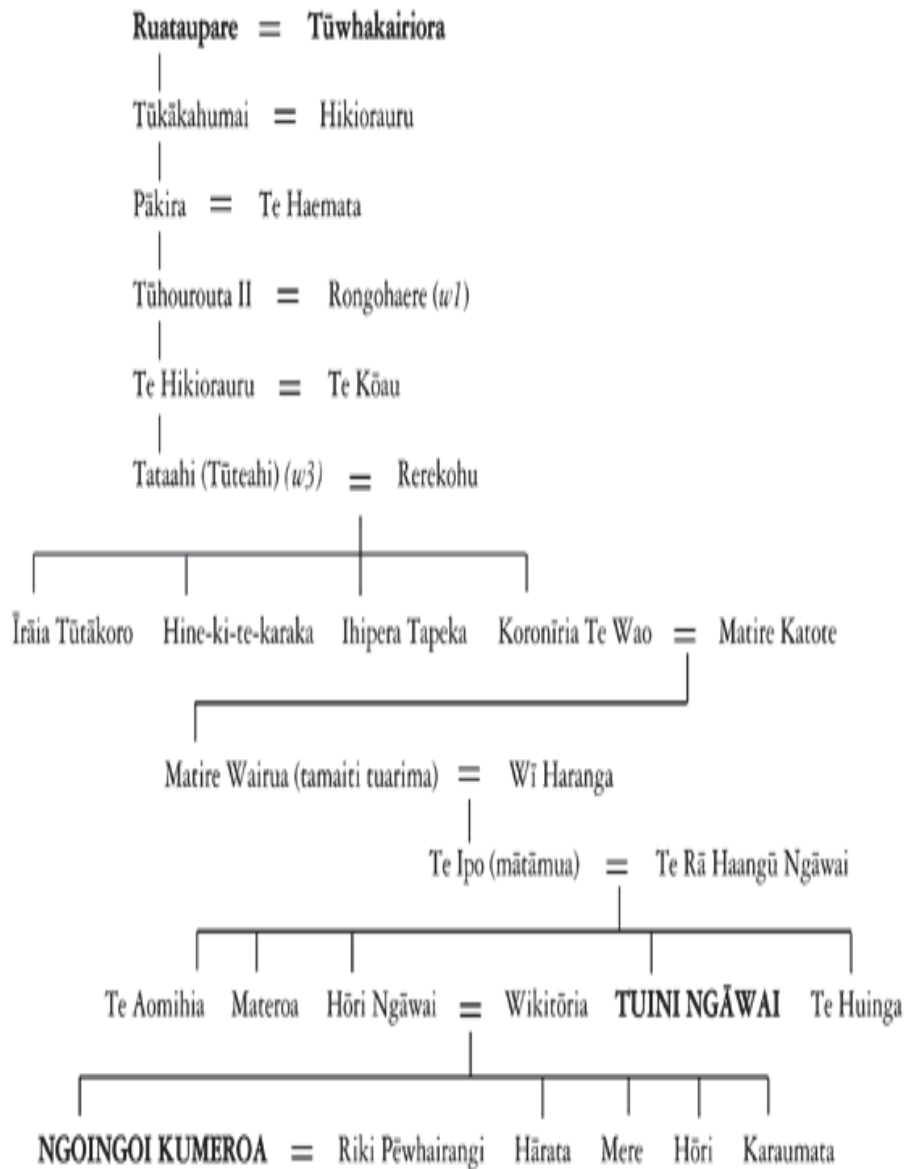 Ruataupare = Tūwhakairiora
Tūkākahumai = Hikiorauru
Pākira = Te Haemata
Tūhourouta II = Rongohaere (w1)
Te Hikiorauru = Te Kōau
Tataahi (Tūteahi) (w3) = Rerekohu
Īrāia Tūtākoro Hine-ki-te-karaka Ihipera Tapeka Koronīria Te Wao = Matire Katote
Matire Wairua (tamaiti tuarima) = Wī Haranga
Te Ipo (mātāmua) = Te Rā Haangū Ngāwai
Te Aomihia Materoa Hōri Ngāwai = Wikitōria TUINI NGĀWAI Te Huinga
NGOINGOI KUMEROA = Riki Pēwhairangi Hārata Mere Hōri Karaumata